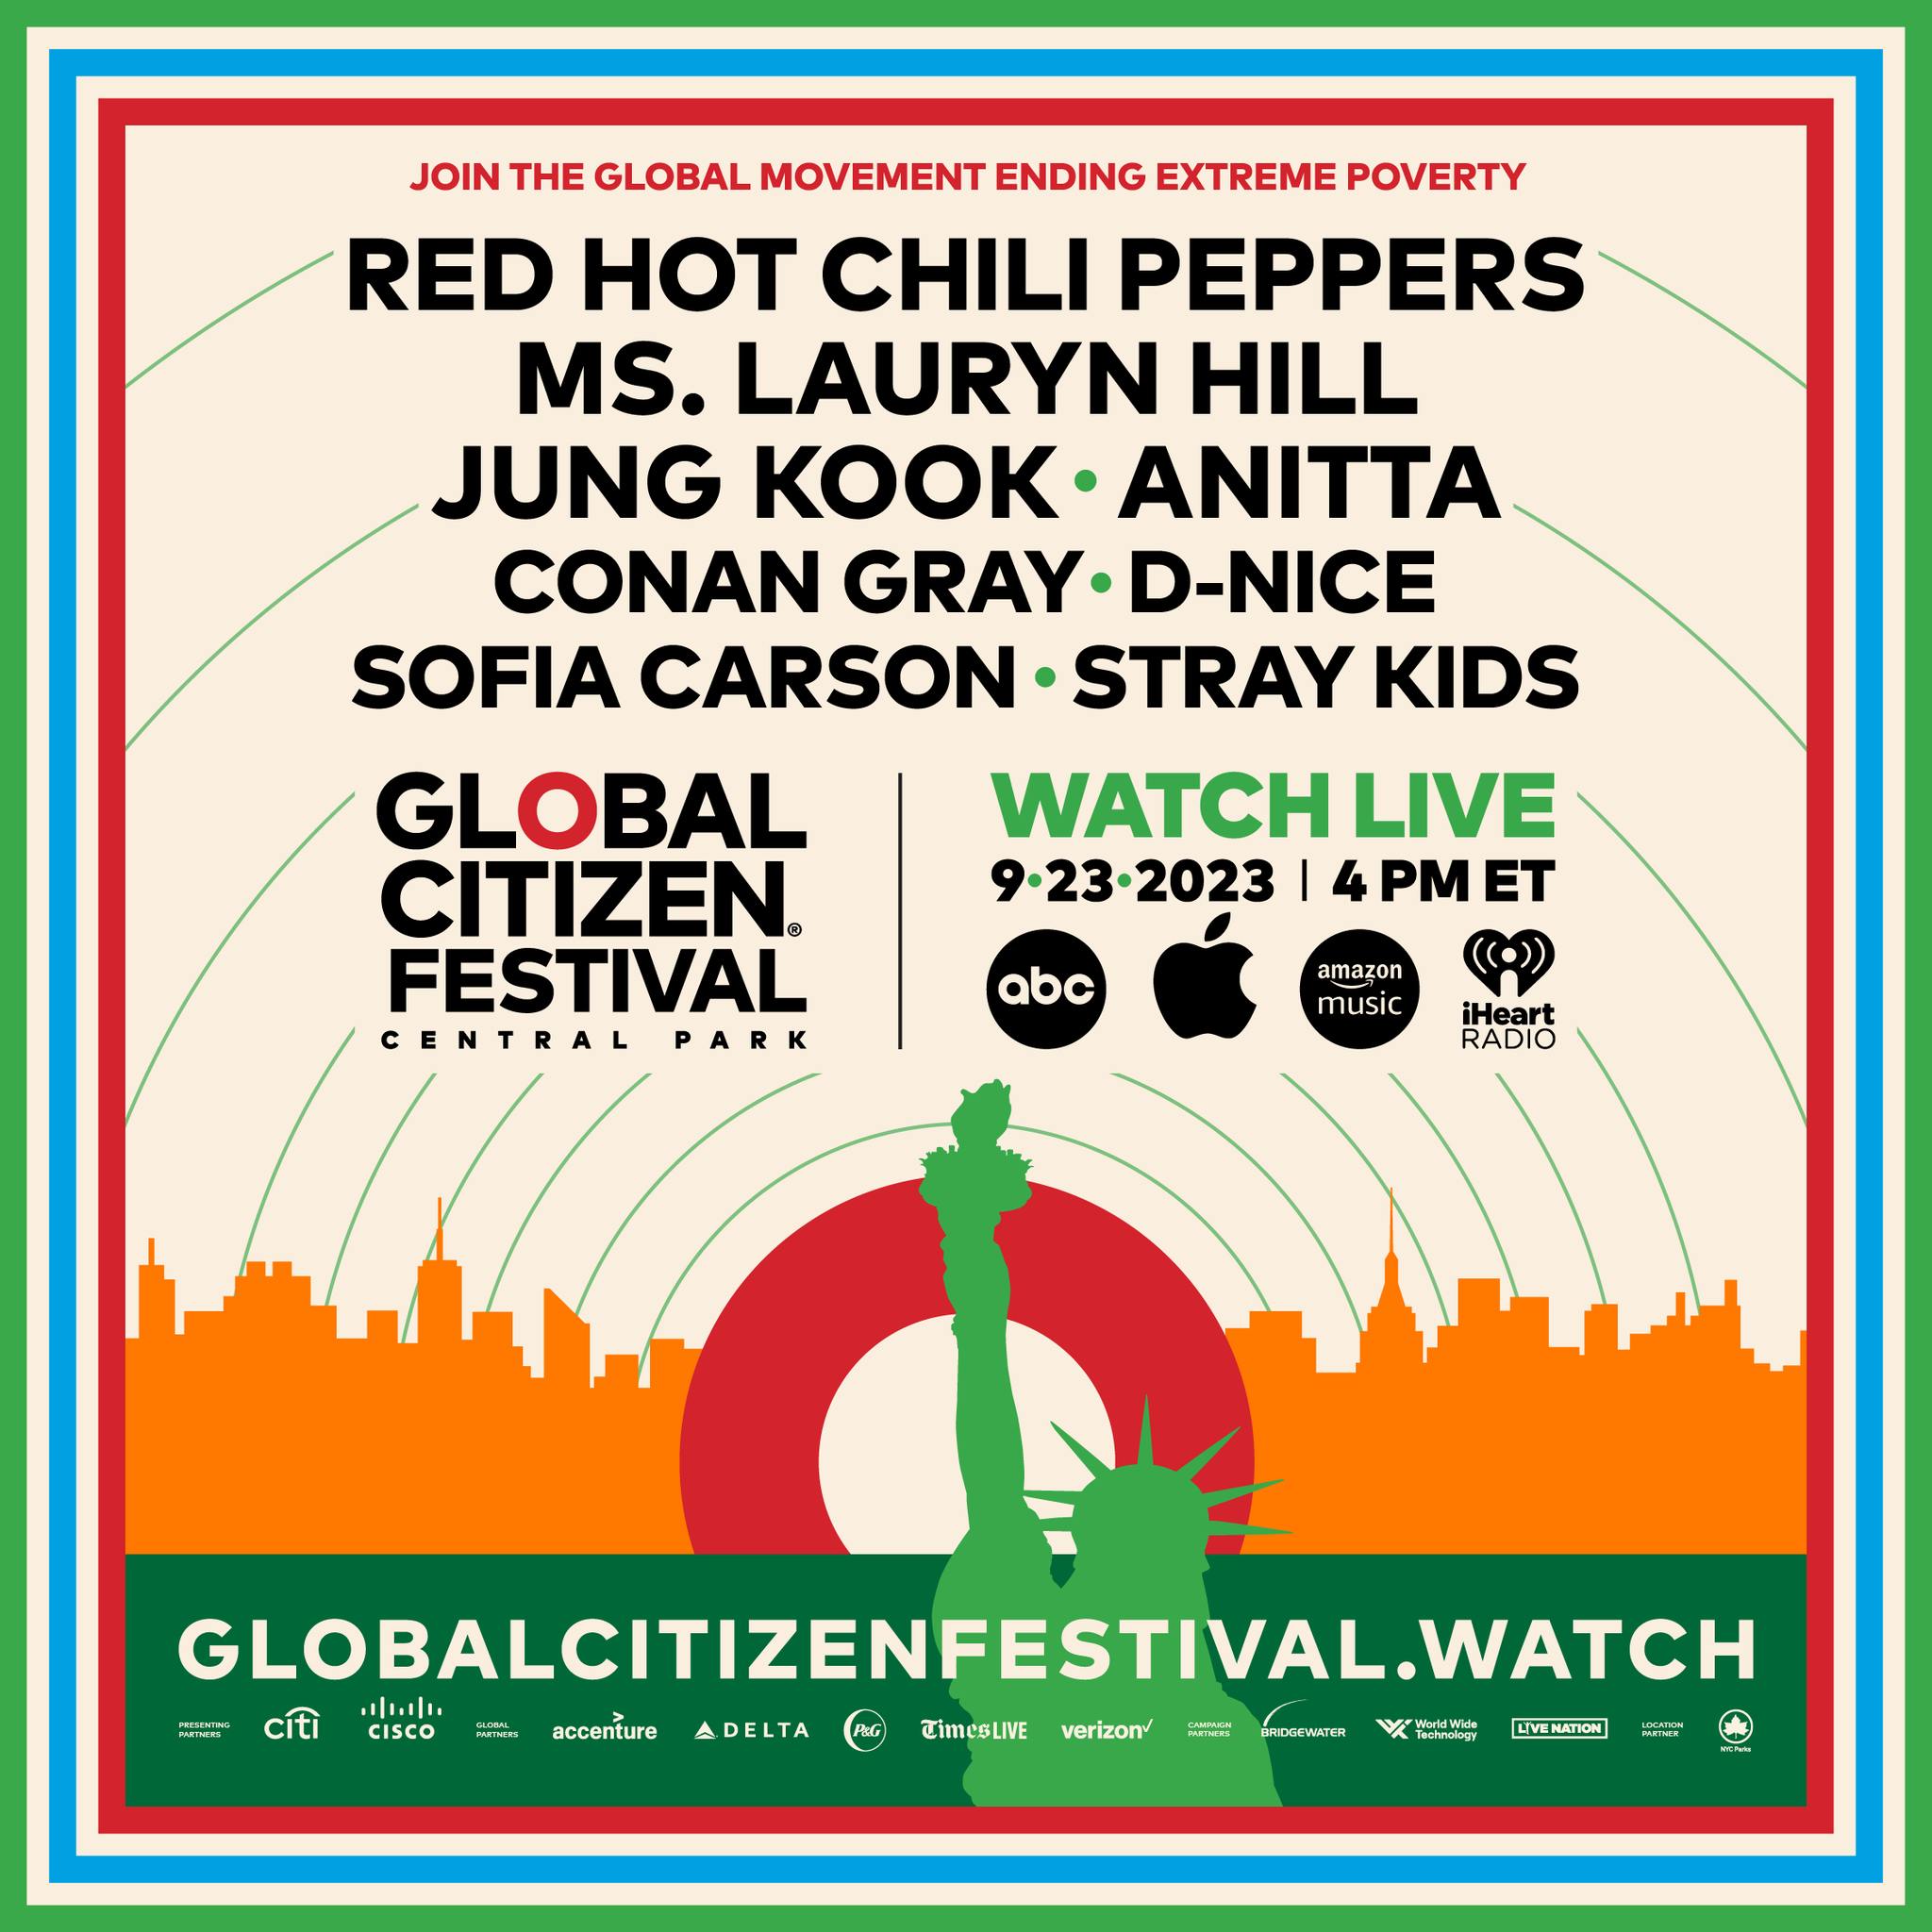 JOIN THE GLOBAL MOVEMENT ENDING EXTREME POVERTY
RED HOT CHILI PEPPERS
MS. LAURYN HILL
JUNG KOOK • ANITTA
CONAN GRAY • D-NICE
SOFIA CARSON • STRAY KIDS
GLOBAL
CITIZEN®
FESTIVAL
CENTRAL PARK
WATCH LIVE
9•23•2023 | 4 PM ET
abc
amazon
music
iHeart
RADIO
GLOBALCITIZENFESTIVAL.WATCH
PRESENTING
PARTNERS
citi
CISCO
GLOBAL
PARTNERS
accenture
DELTA
P&G
TimesLIVE
verizon✓
CAMPAIGN
PARTNERS
BRIDGEWATER
World Wide
Technology
LIVE NATION
LOCATION
PARTNER
NYC Parks